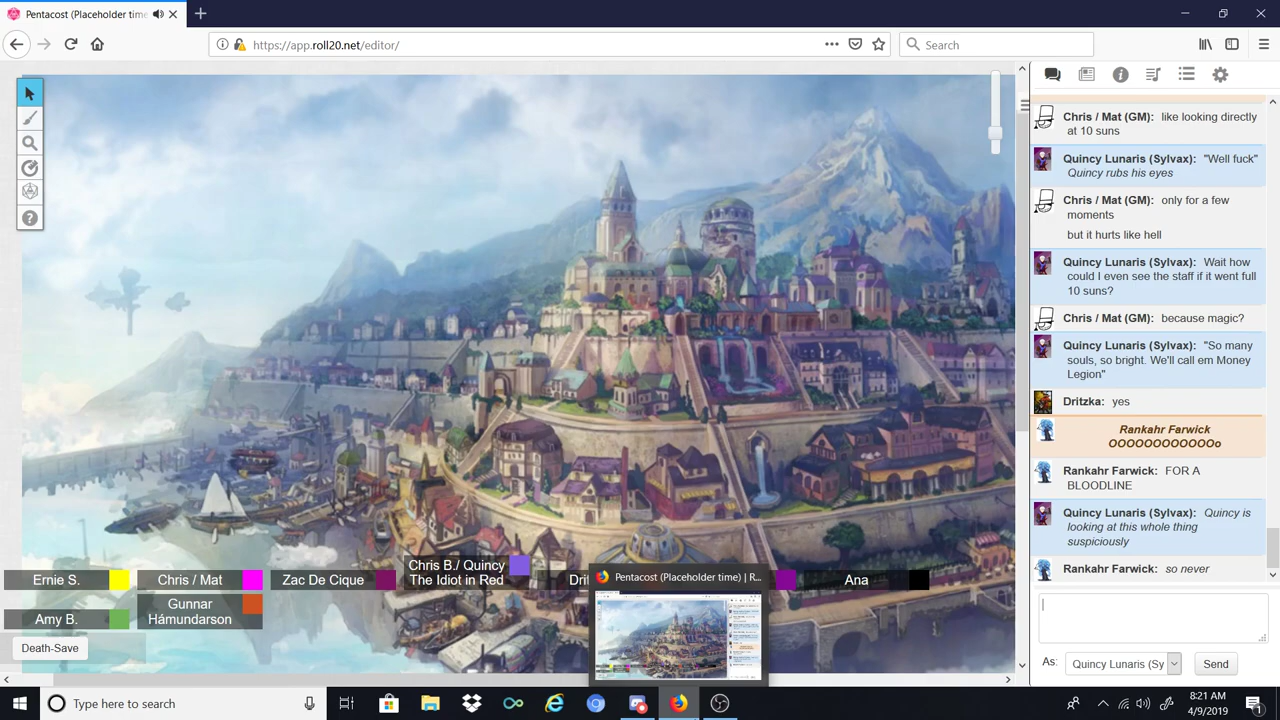 Pentacost (Placeholder time
https://app.roll20.net/editor/
Search
Chris / Mat (GM): like looking directly
at 10 suns
Quincy Lunaris (Sylvax): "Well fuck"
Quincy rubs his eyes
Chris / Mat (GM): only for a few
moments
but it hurts like hell
Quincy Lunaris (Sylvax): Wait how
could I even see the staff if it went full
10 suns?
Chris / Mat (GM): because magic?
Quincy Lunaris (Sylvax): "So many
souls, so bright. We'll call em Money
Legion"
Dritzka: yes
Rankahr Farwick
OOOOOOOOOOOOo
Rankahr Farwick: FOR A
BLOODLINE
Quincy Lunaris (Sylvax): Quincy is
looking at this whole thing
suspiciously
Rankahr Farwick: so never
As:
Quincy Lunaris (Sy
Send
Ernie S.
Chris / Mat
Zac De Cique
Chris B./ Quincy
The Idiot in Red
Dri
Ana
Amy B.
Gunnar
Hámundarson
Death-Save
Pentacost (Placeholder time) | R...
Type here to search
8:21 AM
4/9/2019